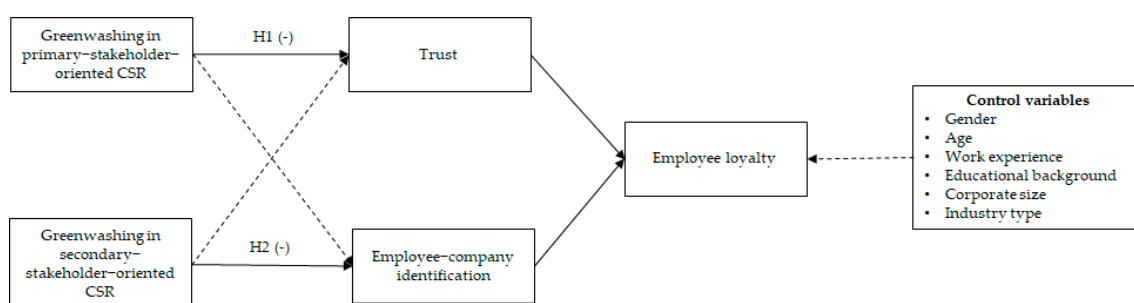 Greenwashing in
primary−stakeholder−
oriented CSR
H1 (-)
Trust
Greenwashing in
secondary−
stakeholder−oriented
CSR
H2 (-)
Employee−company
identification
Employee loyalty
Control variables
• Gender
• Age
• Work experience
• Educational background
• Corporate size
• Industry type